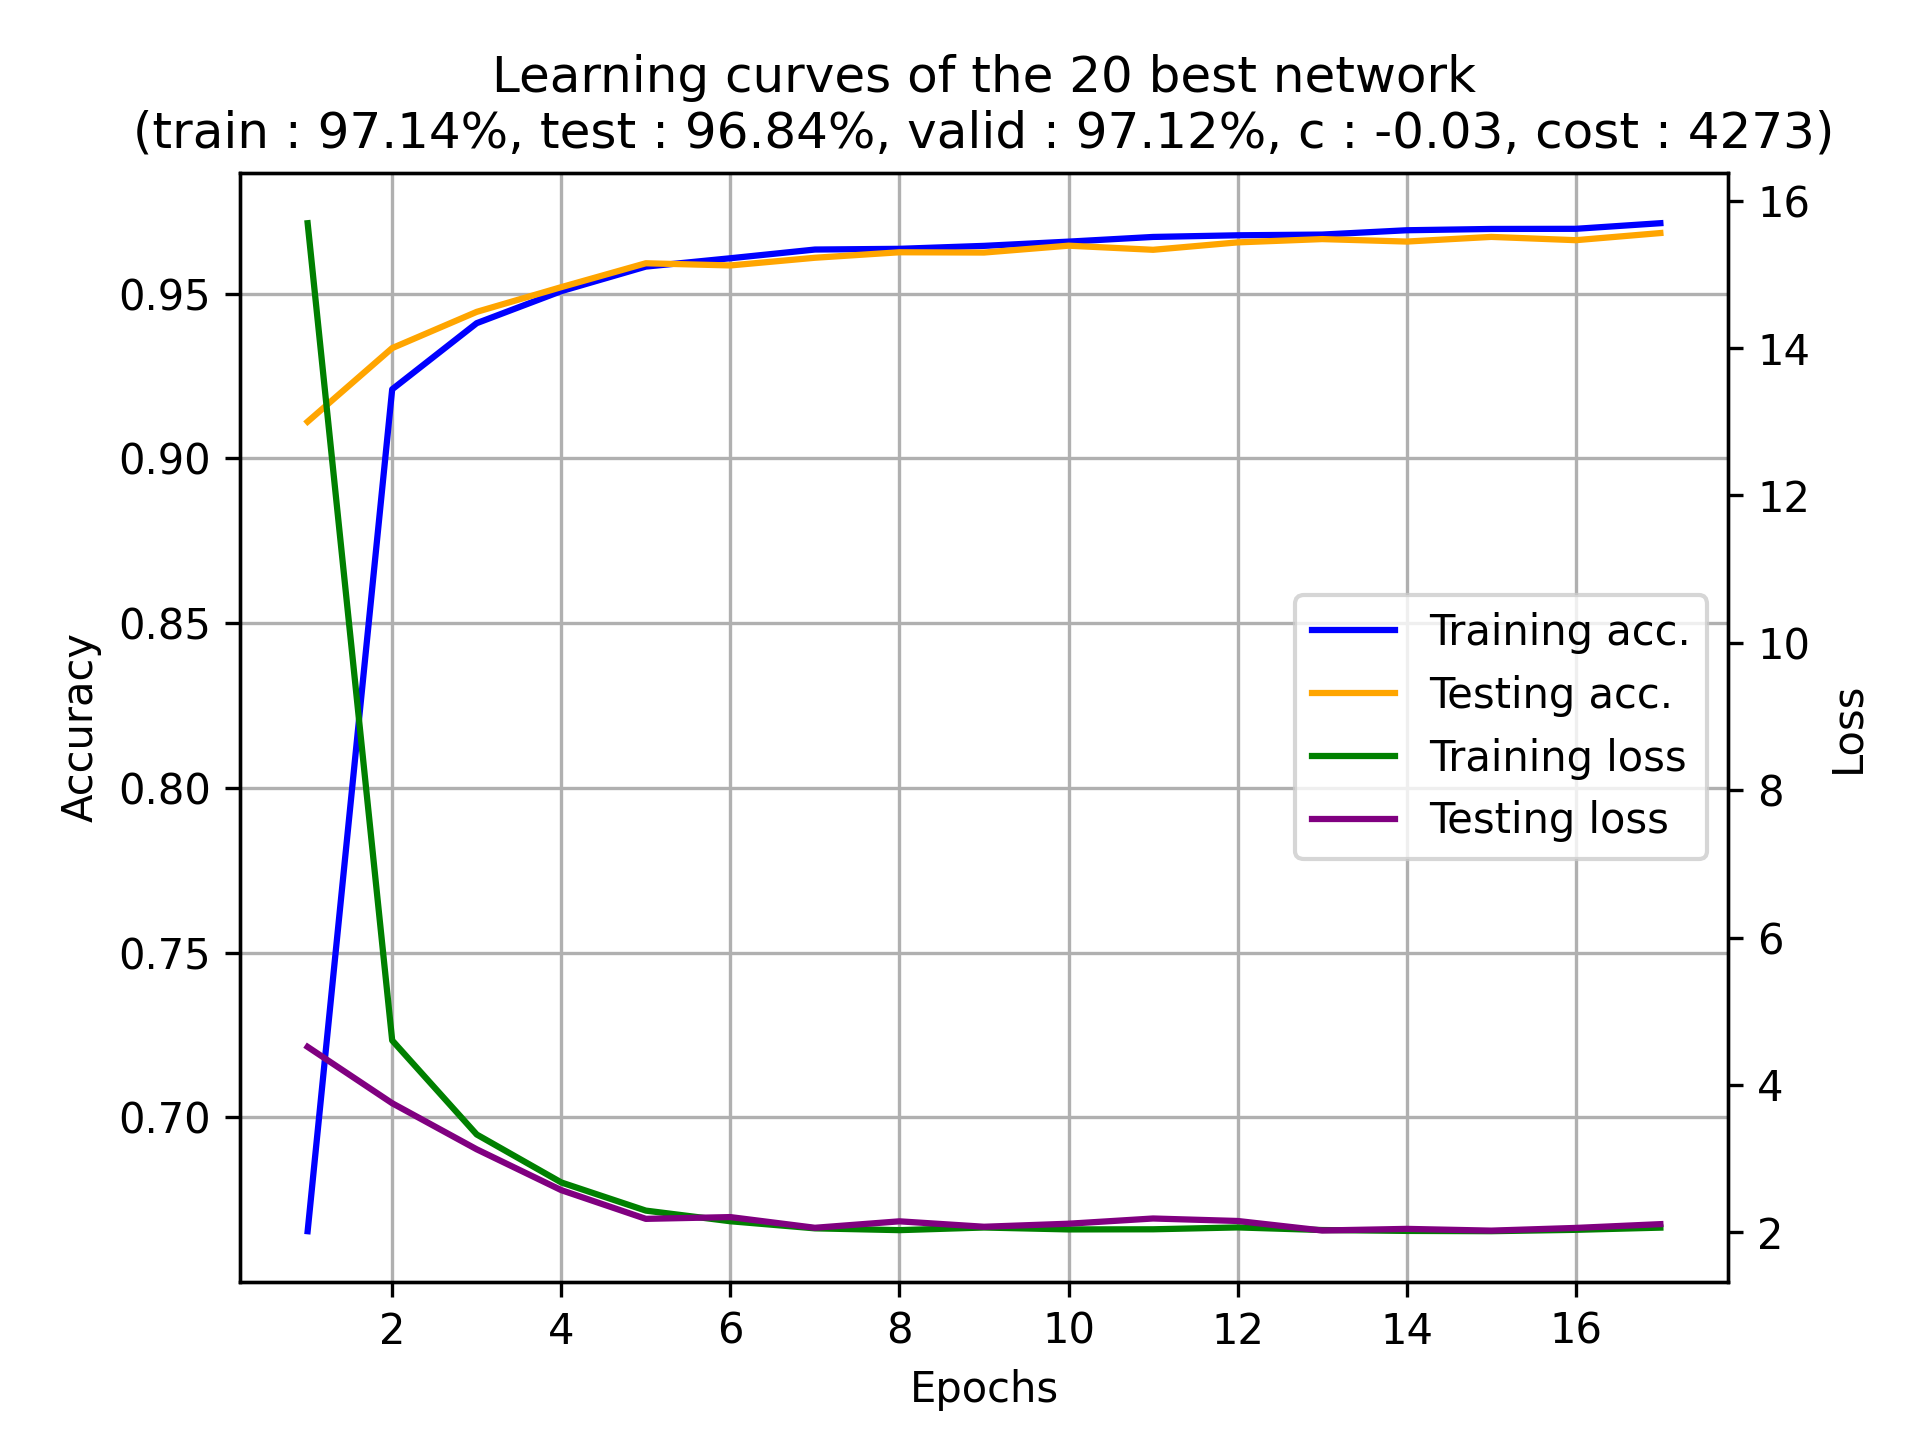 Learning curves of the 20 best network
(train : 97.14%, test : 96.84%, valid : 97.12%, c : -0.03, cost : 4273)
16
0.95
14
0.90
12
0.85
10
Training acc.
Testing acc.
Training loss
Testing loss
Accuracy
Loss
0.80
8
0.75
6
0.70
4
2
2 4 6 8 10 12 14 16
Epochs